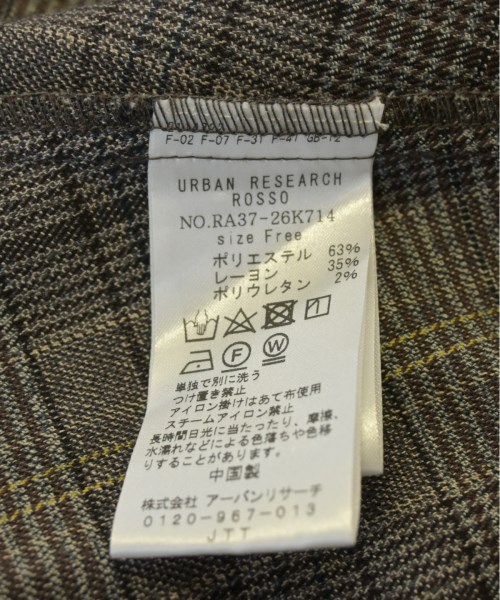 F-02 F-07 F-31 F-41 GB-12
URBAN RESEARCH
ROSSO
NO.RA37-26K714
size Free
ポリエステル 63%
レーヨン 35%
ポリウレタン 2%
F W
単独で別に洗う
つけ置き禁止
アイロン掛けはあて布使用
スチームアイロン禁止
長時間日光に当たったり、摩擦、
水濡れなどによる色落ちや色移
りすることがあります。
中国製
株式会社 アーバンリサーチ
0120-967-013
JTT